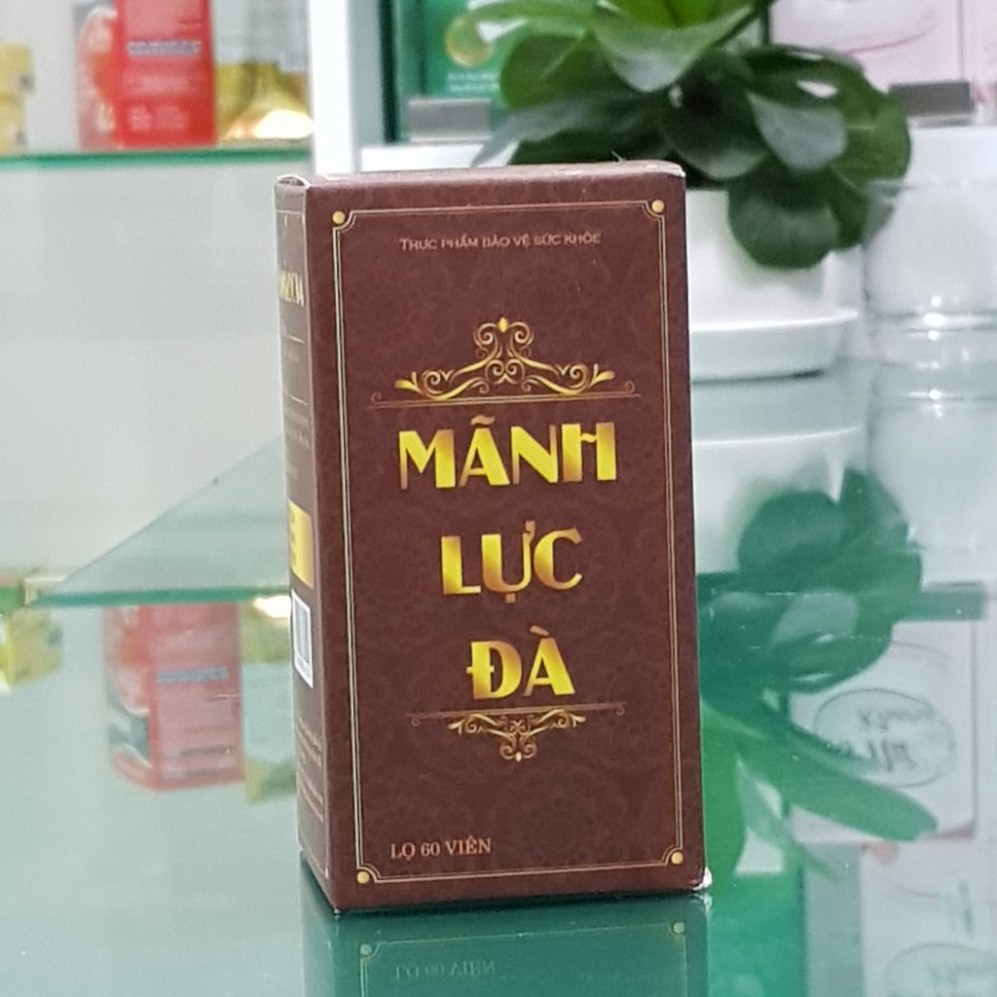 THỰC PHẨM BẢO VỆ SỨC KHỎE
MÃNH
LỰC
ĐÀ
LỌ 60 VIÊN